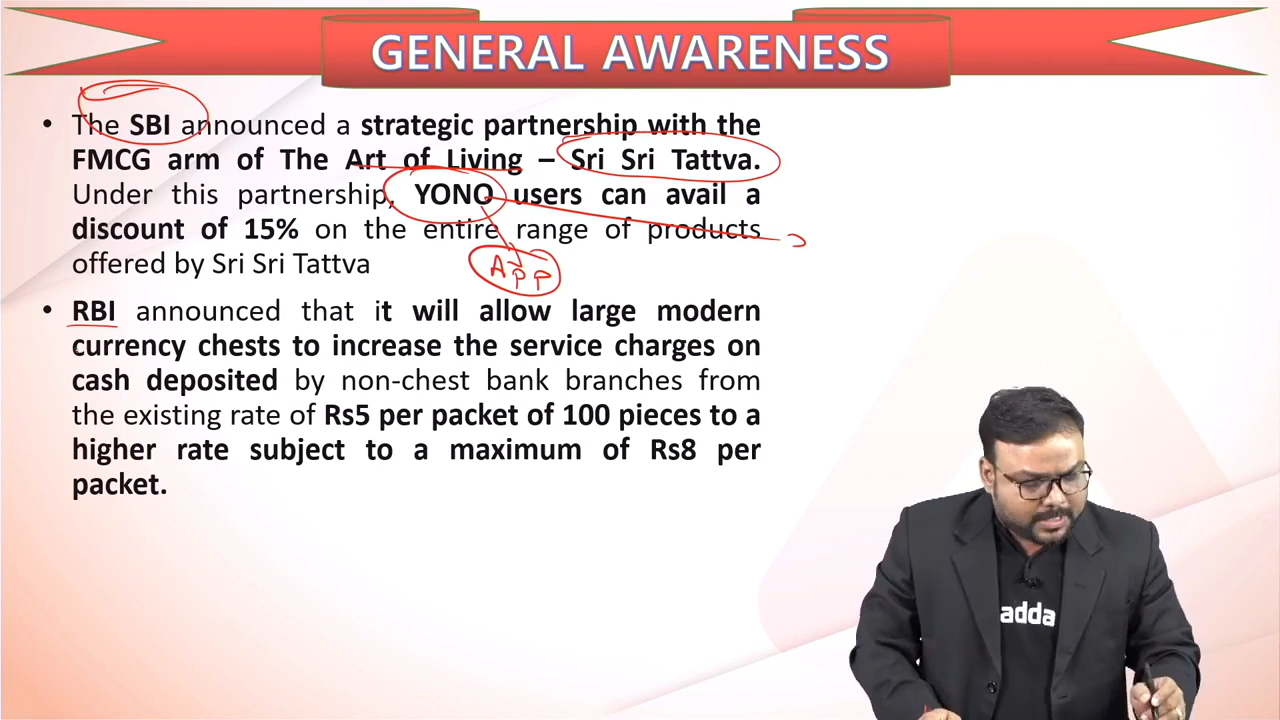 GENERAL AWARENESS
• The SBI announced a strategic partnership with the
FMCG arm of The Art of Living – Sri Sri Tattva.
Under this partnership, YONO users can avail a
discount of 15% on the entire range of products
offered by Sri Sri Tattva
App
• RBI announced that it will allow large modern
currency chests to increase the service charges on
cash deposited by non-chest bank branches from
the existing rate of Rs5 per packet of 100 pieces to a
higher rate subject to a maximum of Rs8 per
packet.
adda